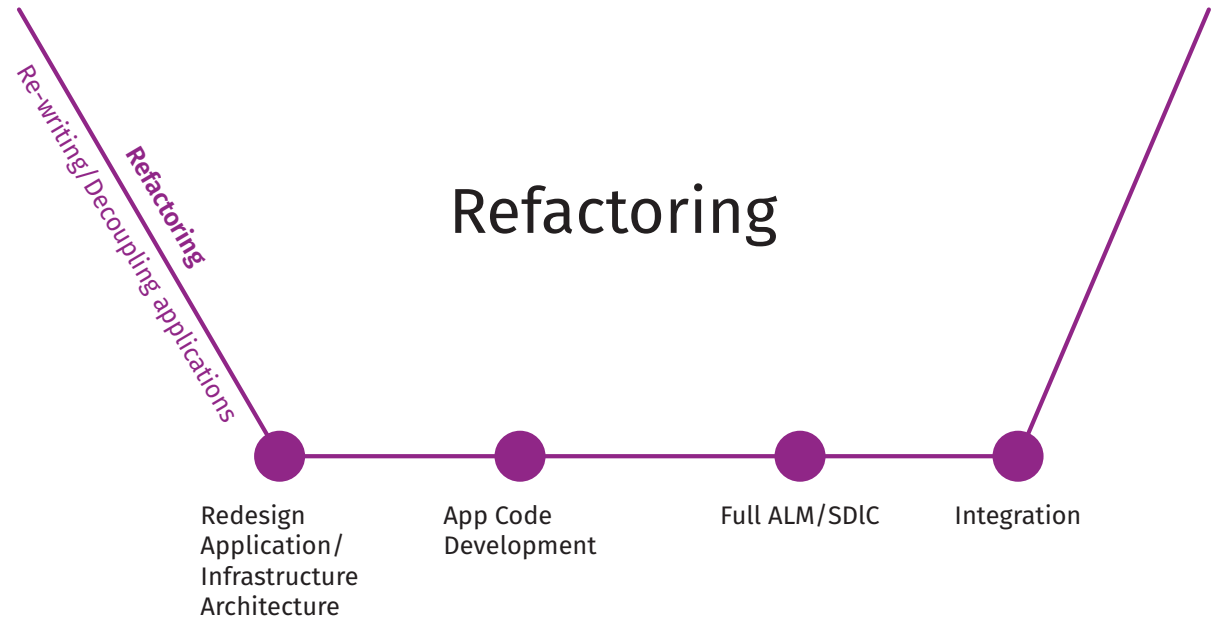 Refactoring
Re-writing/Decoupling applications
Refactoring
Redesign
Application/
Infrastructure
Architecture
App Code
Development
Full ALM/SDlC
Integration